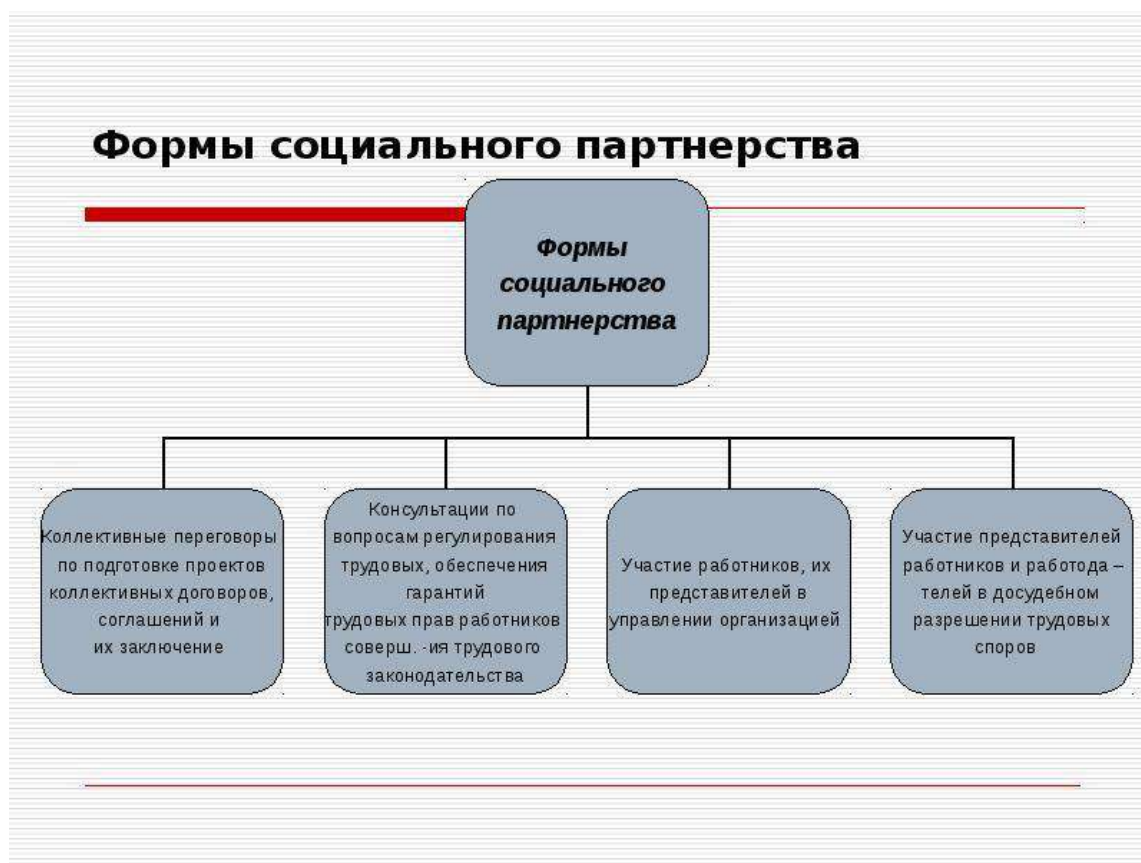 Формы социального партнерства
Формы
социального
партнерства
Коллективные переговоры
по подготовке проектов
коллективных договоров,
соглашений и
их заключение
Консультации по
вопросам регулирования
трудовых, обеспечения
гарантий
трудовых прав работников
соверш. -ия трудового
законодательства
Участие работников, их
представителей в
управлении организацией
Участие представителей
работников и работода –
телей в досудебном
разрешении трудовых
споров